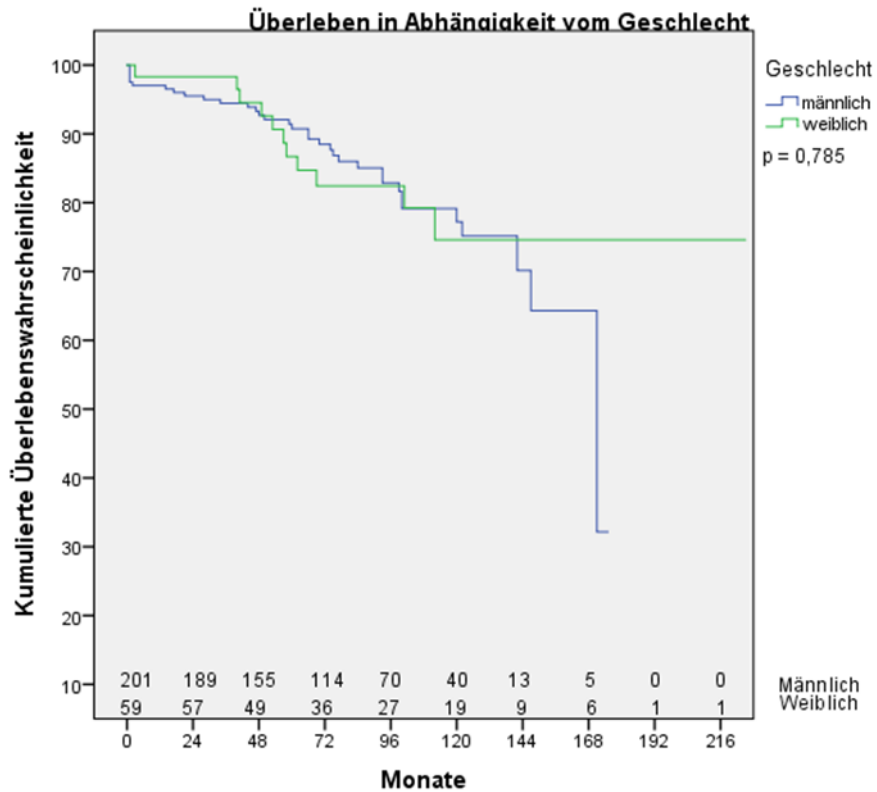 Überleben in Abhängigkeit vom Geschlecht
Geschlecht
männlich
weiblich
p = 0,785
Kumulierte Überlebenswahrscheinlichkeit
100
90
80
70
60
50
40
30
20
10
201 189 155 114 70 40 13 5 0 0 Männlich
59 57 49 36 27 19 9 6 1 1 Weiblich
0 24 48 72 96 120 144 168 192 216
Monate